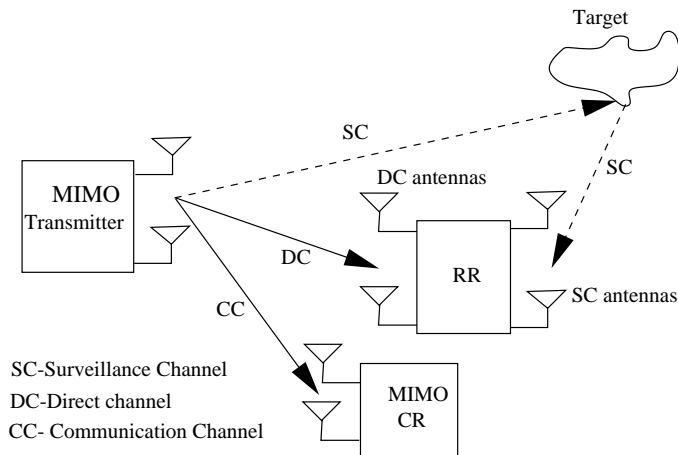 Target
SC
MIMO
Transmitter
DC antennas
SC
DC
RR
SC antennas
CC
SC-Surveillance Channel
DC-Direct channel
CC- Communication Channel
MIMO
CR